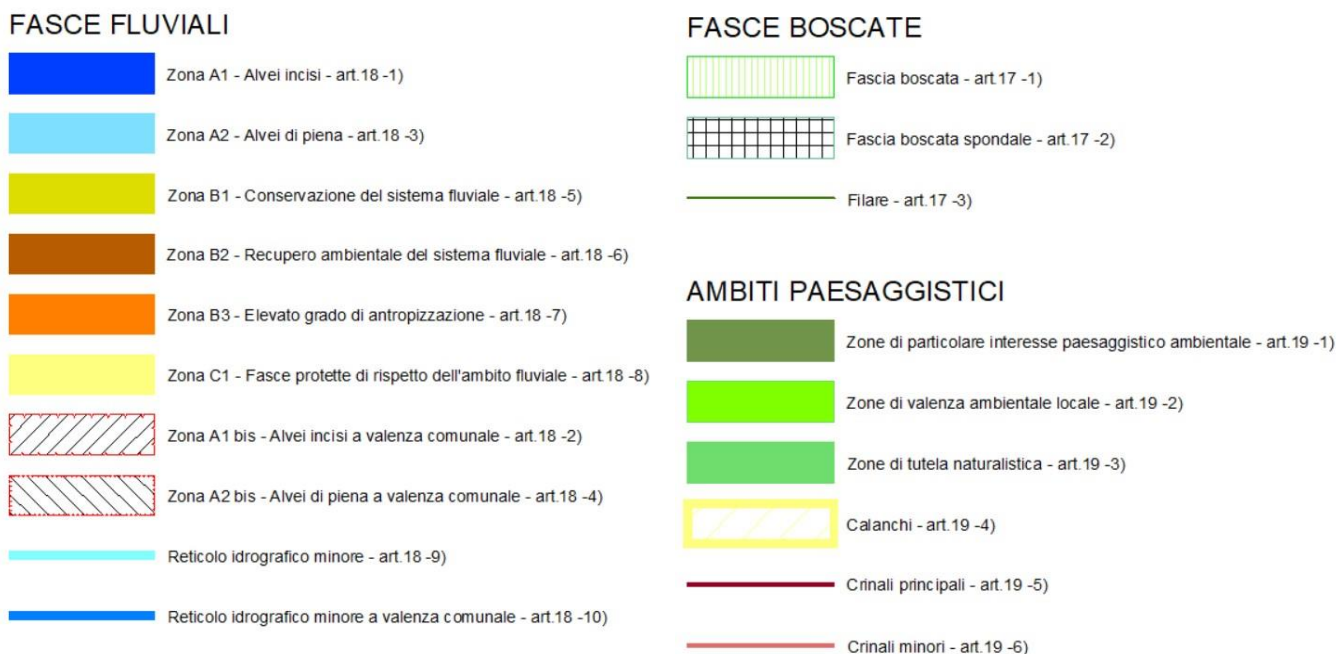 FASCE FLUVIALI
Zona A1 - Alvei incisi - art.18 -1)
Zona A2 - Alvei di piena - art.18 -3)
Zona B1 - Conservazione del sistema fluviale - art.18 -5)
Zona B2 - Recupero ambientale del sistema fluviale - art.18 -6)
Zona B3 - Elevato grado di antropizzazione - art.18 -7)
Zona C1 - Fasce protette di rispetto dell'ambito fluviale - art.18 -8)
Zona A1 bis - Alvei incisi a valenza comunale - art.18 -2)
Zona A2 bis - Alvei di piena a valenza comunale - art.18 -4)
Reticolo idrografico minore - art.18 -9)
Reticolo idrografico minore a valenza comunale - art.18 -10)
FASCE BOSCATE
Fascia boscata - art.17 -1)
Fascia boscata spondale - art.17 -2)
Filare - art.17 -3)
AMBITI PAESAGGISTICI
Zone di particolare interesse paesaggistico ambientale - art.19 -1)
Zone di valenza ambientale locale - art.19 -2)
Zone di tutela naturalistica - art.19 -3)
Calanchi - art.19 -4)
Crinali principali - art.19 -5)
Crinali minori - art.19 -6)